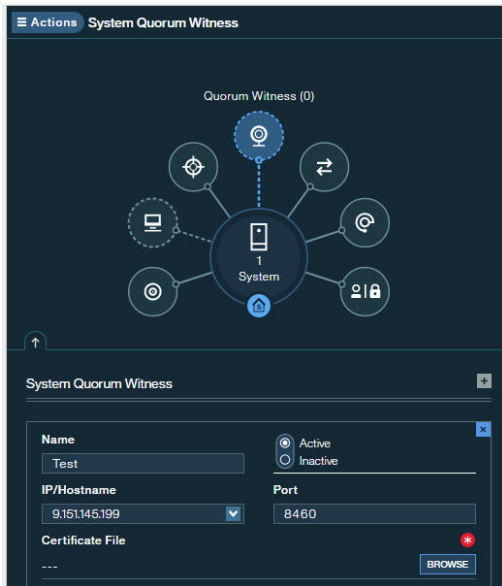 Actions System Quorum Witness
Quorum Witness (0)
1
System
S
System Quorum Witness
Name
Active
Test
Inactive
IP/Hostname
Port
9.151.145.199
8460
Certificate File
---
BROWSE